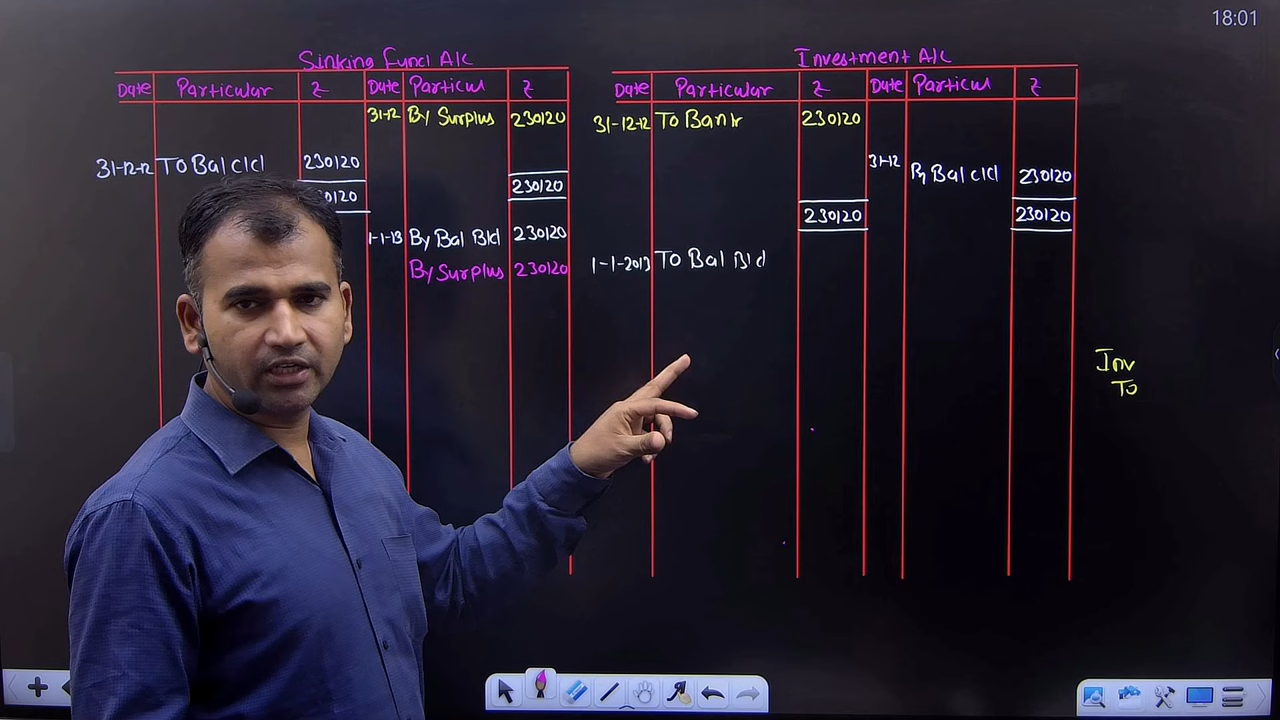 18:01
Sinking Fund A/c
Date Particular ₹ Date Particul ₹
31-12 By Surplus 230120
31-12-12 To Bal c/d 230120
230120
1-1-13 By Bal B/d 230120
By Surplus 230120
Investment A/c
Date Particular ₹ Date Particul ₹
31-12-12 To Bank 230120
31-12 By Bal c/d 230120
230120 230120
1-1-2013 To Bal B/d
Inv
To